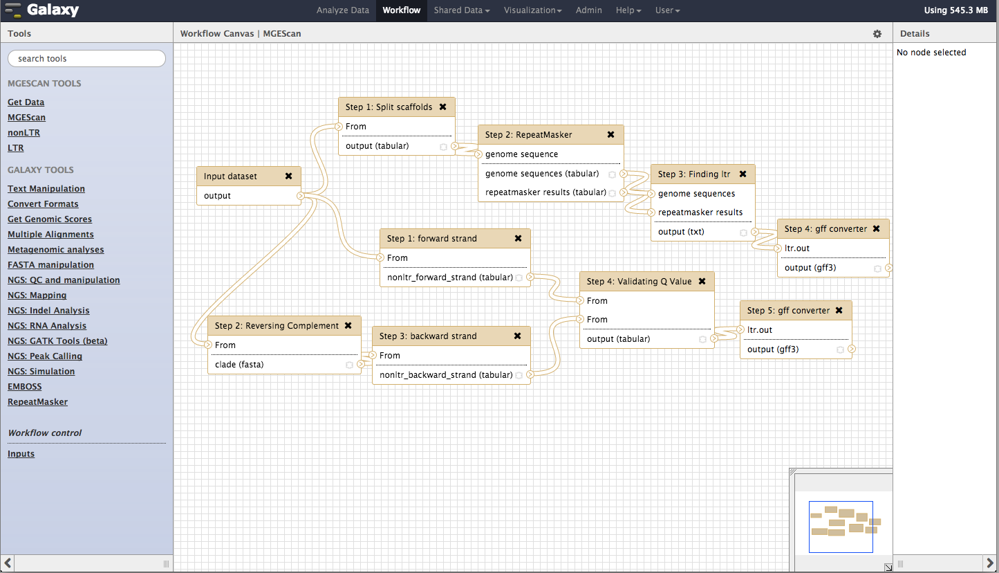 Galaxy
Analyze Data Workflow Shared Data Visualization Admin Help User Using 545.3 MB
Tools
search tools
MGESCAN TOOLS
Get Data
MGEScan
nonLTR
LTR
GALAXY TOOLS
Text Manipulation
Convert Formats
Get Genomic Scores
Multiple Alignments
Metagenomic analyses
FASTA manipulation
NGS: QC and manipulation
NGS: Mapping
NGS: Indel Analysis
NGS: RNA Analysis
NGS: GATK Tools (beta)
NGS: Peak Calling
NGS: Simulation
EMBOSS
RepeatMasker
Workflow control
Inputs
Workflow Canvas | MGEScan
Input dataset
output
Step 1: Split scaffolds
From
output (tabular)
Step 2: RepeatMasker
genome sequence
genome sequences (tabular)
repeatmasker results (tabular)
Step 3: Finding ltr
genome sequences
repeatmasker results
output (txt)
Step 4: gff converter
ltr.out
output (gff3)
Step 1: forward strand
From
nonltr_forward_strand (tabular)
Step 2: Reversing Complement
From
clade (fasta)
Step 3: backward strand
From
nonltr_backward_strand (tabular)
Step 4: Validating Q Value
From
From
output (tabular)
Step 5: gff converter
ltr.out
output (gff3)
Details
No node selected